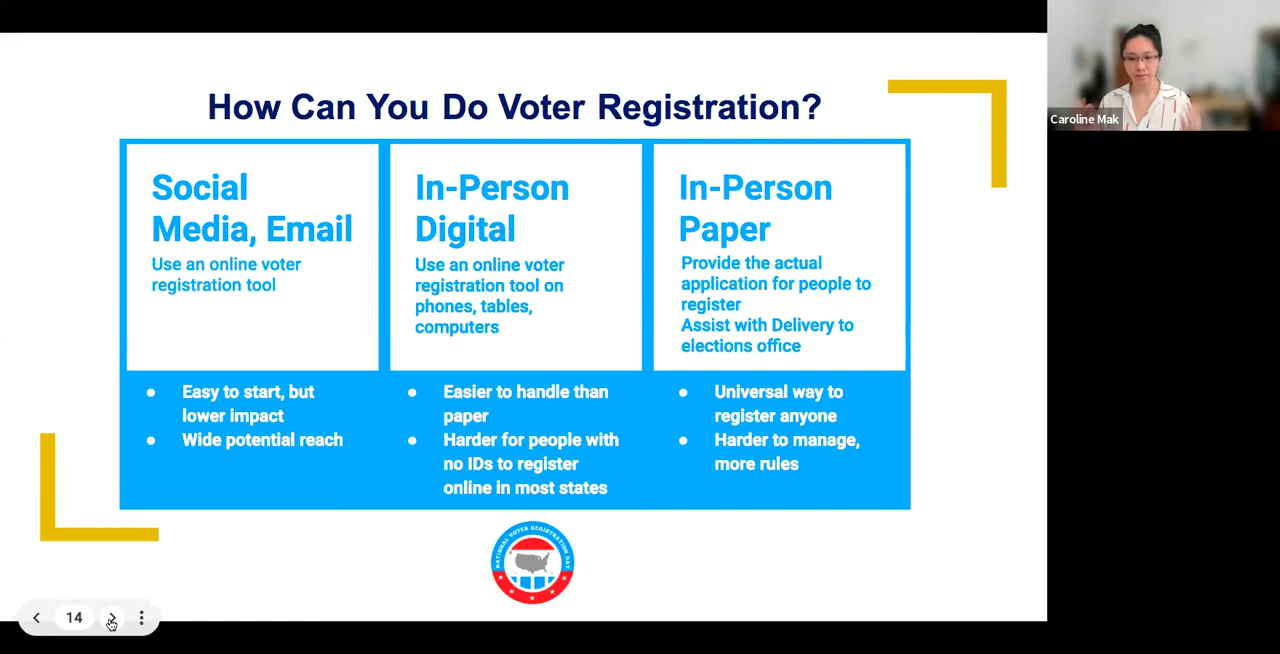 How Can You Do Voter Registration?
Caroline Mak
Social
Media, Email
Use an online voter
registration tool
Easy to start, but
lower impact
Wide potential reach
In-Person
Digital
Use an online voter
registration tool on
phones, tables,
computers
Easier to handle than
paper
Harder for people with
no IDs to register
online in most states
In-Person
Paper
Provide the actual
application for people to
register
Assist with Delivery to
elections office
Universal way to
register anyone
Harder to manage,
more rules
NATIONAL VOTER REGISTRATION DAY
14